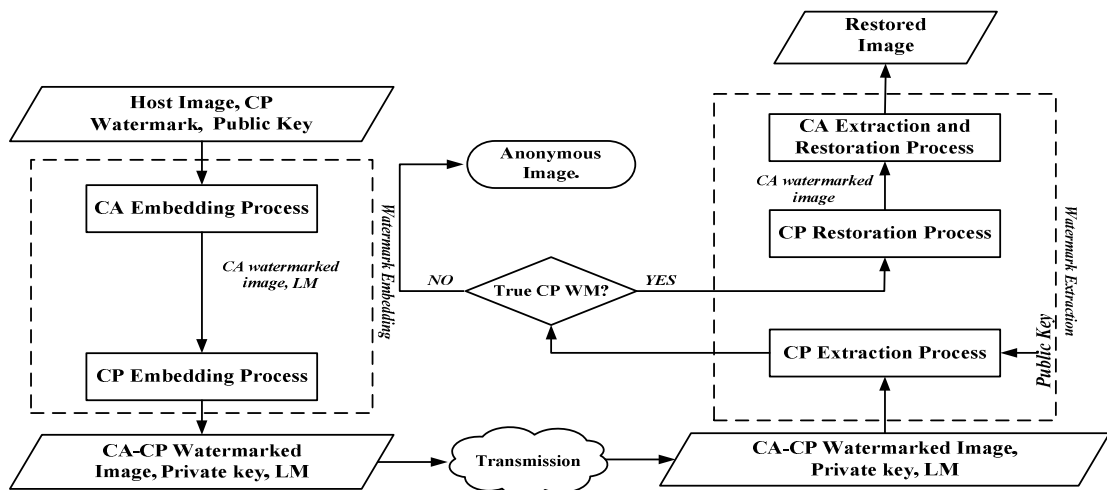 Host Image, CP
Watermark, Public Key
CA Embedding Process
CA watermarked
image, LM
CP Embedding Process
Watermark Embedding
CA-CP Watermarked
Image, Private key, LM
Transmission
CA-CP Watermarked Image,
Private key, LM
Public Key
CP Extraction Process
True CP WM?
NO
YES
Anonymous
Image.
CP Restoration Process
CA watermarked
image
CA Extraction and
Restoration Process
Watermark Extraction
Restored
Image